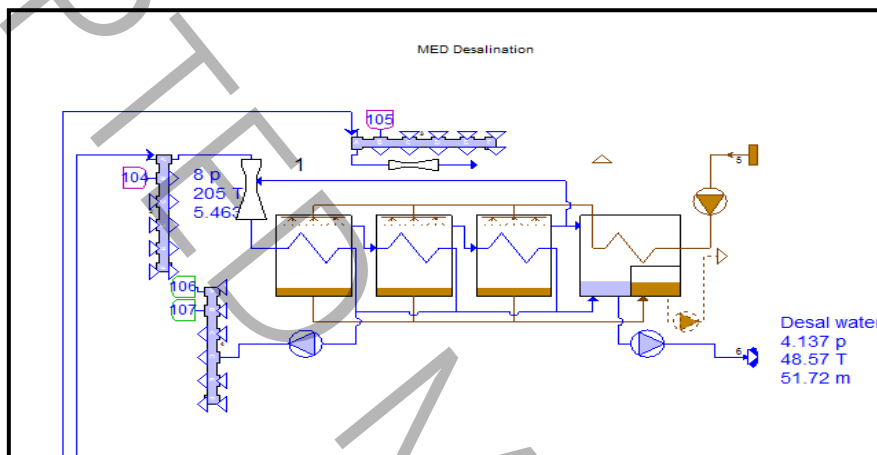 MED Desalination
105
1
104
8 p
205 T
5.463
5
106
107
Desal water
4.137 p
48.57 T
51.72 m
6